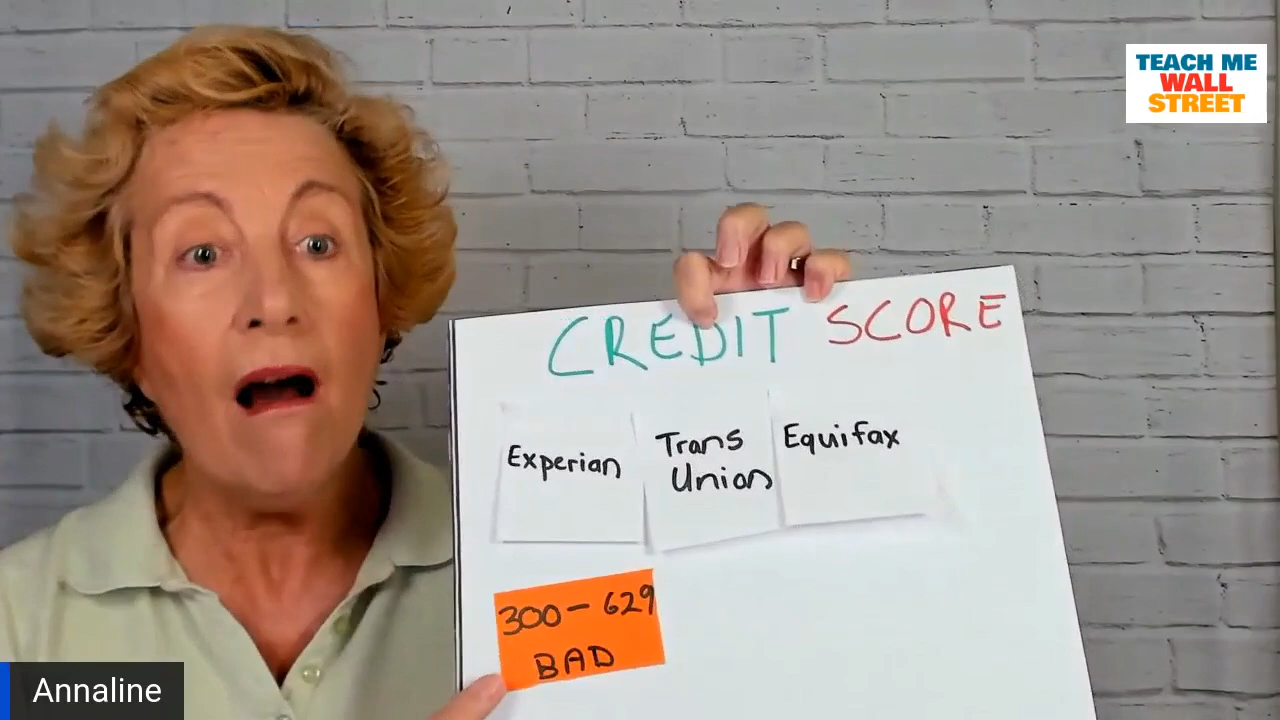 TEACH ME
WALL
STREET
CREDIT SCORE
Experian
Trans
Union
Equifax
300-629
BAD
Annaline